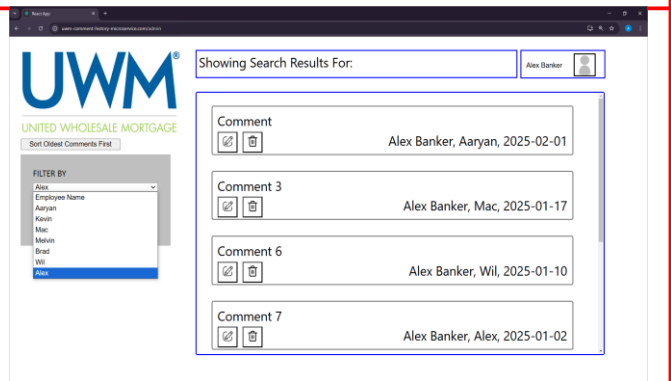 React App
uwm-comment-history-microservice.com/admin
UWM®
UNITED WHOLESALE MORTGAGE
Sort Oldest Comments First
FILTER BY
Alex
Employee Name
Aaryan
Kevin
Mac
Melvin
Brad
Wil
Alex
Showing Search Results For:
Alex Banker
Comment
Alex Banker, Aaryan, 2025-02-01
Comment 3
Alex Banker, Mac, 2025-01-17
Comment 6
Alex Banker, Wil, 2025-01-10
Comment 7
Alex Banker, Alex, 2025-01-02